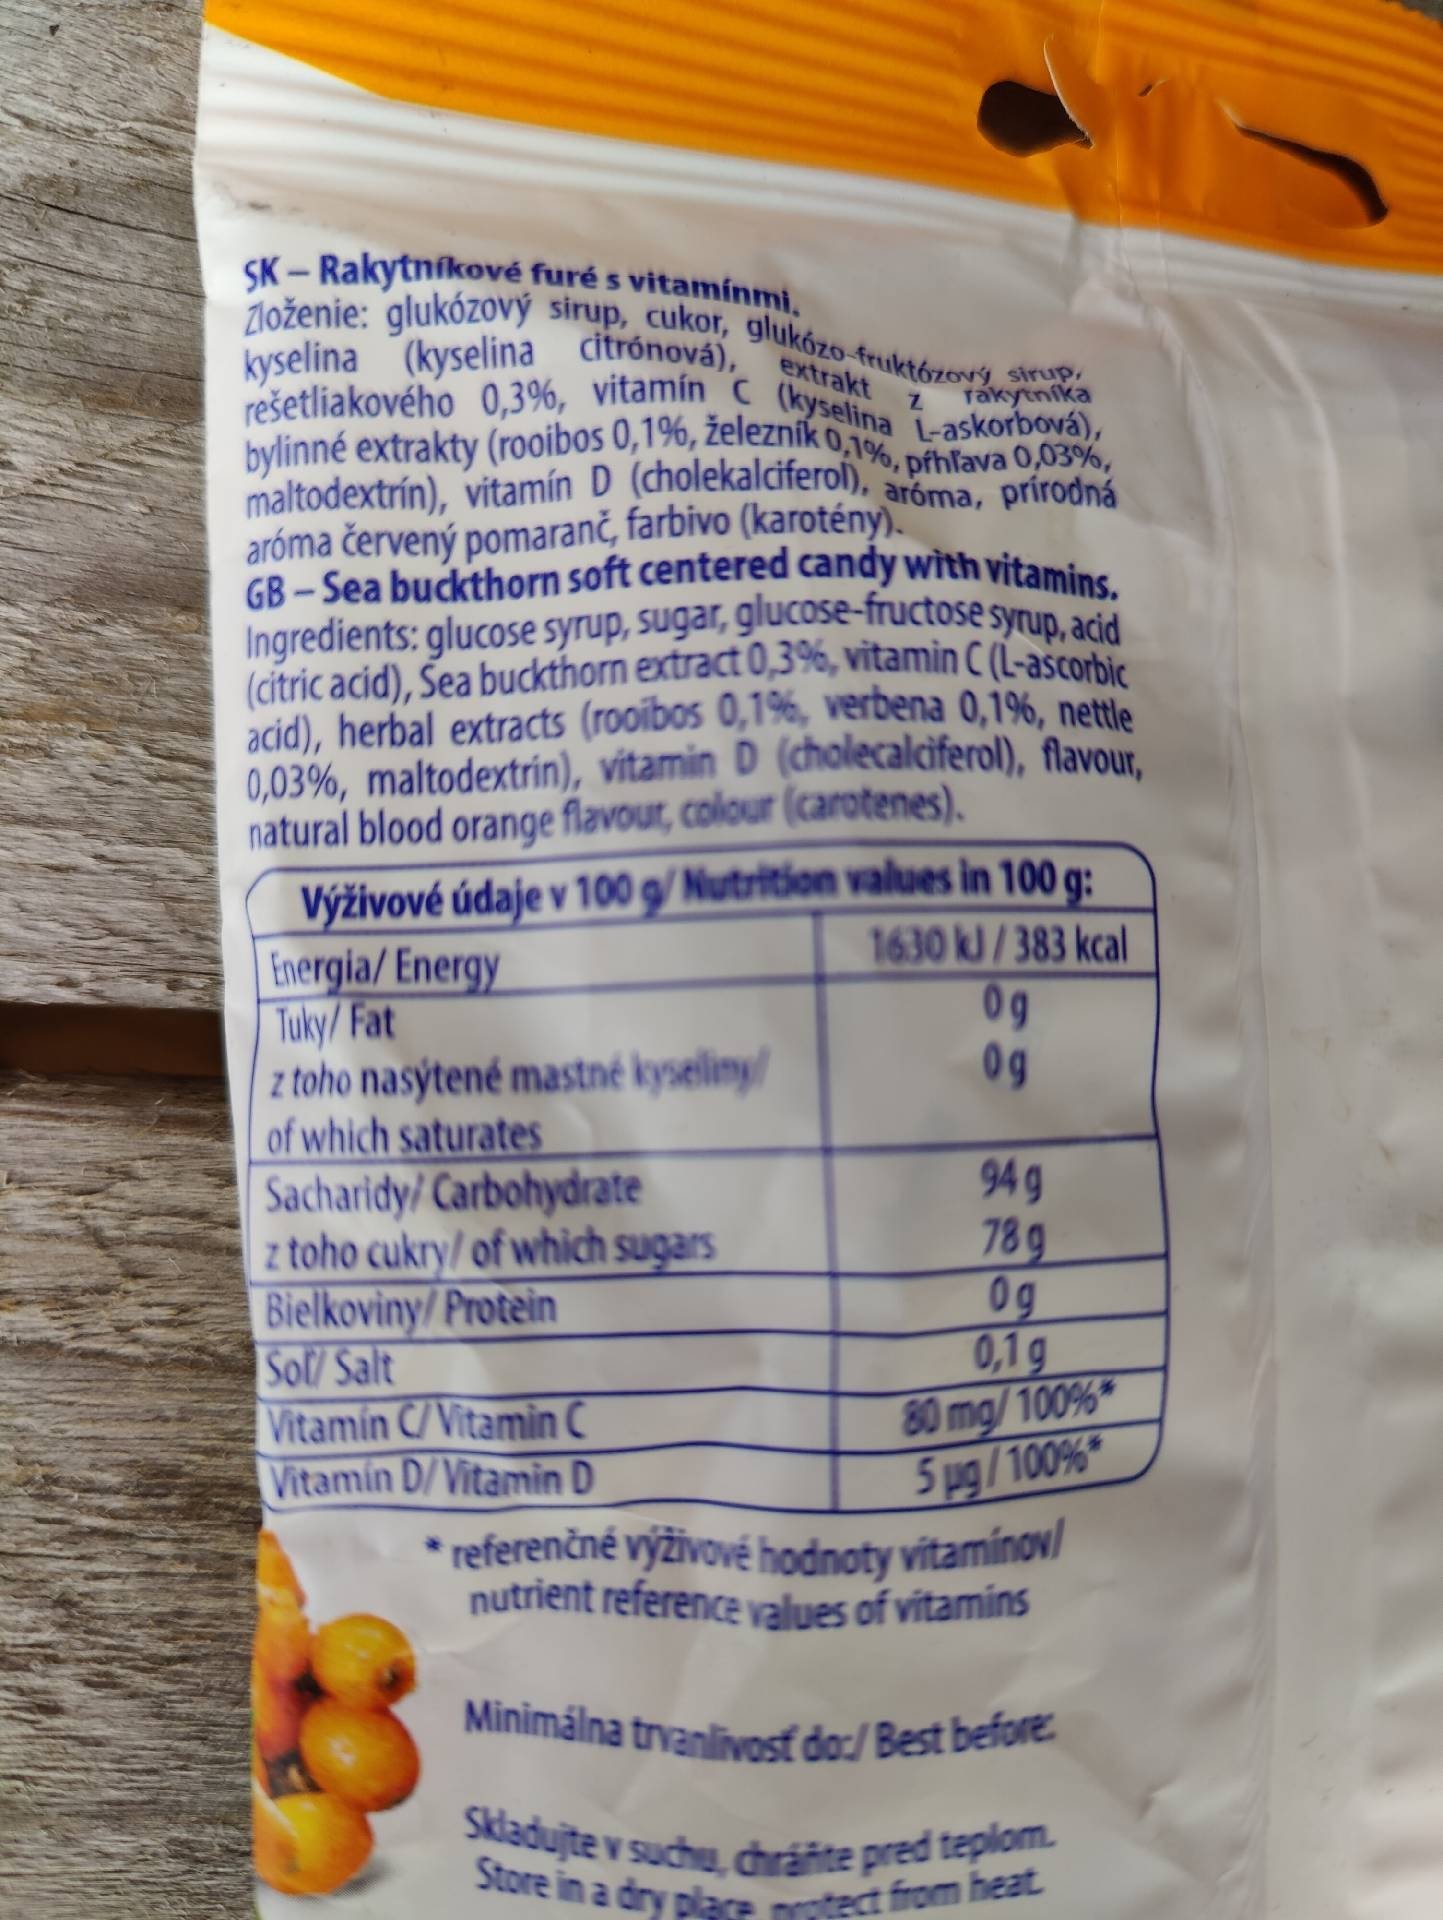 SK – Rakytníkové furé s vitamínmi.
Zloženie: glukózový sirup, cukor, glukózo-fruktózový sirup,
kyselina (kyselina citrónová), extrakt z rakytníka
rešetliakového 0,3%, vitamín C (kyselina L-askorbová),
bylinné extrakty (rooibos 0,1%, železník 0,1%, pŕhľava 0,03%,
maltodextrín), vitamín D (cholekalciferol), aróma, prírodná
aróma červený pomaranč, farbivo (karotény).
GB – Sea buckthorn soft centered candy with vitamins.
Ingredients: glucose syrup, sugar, glucose-fructose syrup, acid
(citric acid), Sea buckthorn extract 0,3%, vitamin C (L-ascorbic
acid), herbal extracts (rooibos 0,1%, verbena 0,1%, nettle
0,03%, maltodextrin), vitamin D (cholecalciferol), flavour,
natural blood orange flavour, colour (carotenes).
Výživové údaje v 100 g/ Nutrition values in 100 g:
Energia/ Energy 1630 kJ / 383 kcal
Tuky/ Fat 0 g
z toho nasýtené mastné kyseliny/ 0 g
of which saturates
Sacharidy/ Carbohydrate 94 g
z toho cukry/ of which sugars 78 g
Bielkoviny/ Protein 0 g
Soľ/ Salt 0,1 g
Vitamín C/ Vitamin C 80 mg/ 100%*
Vitamín D/ Vitamin D 5 µg / 100%*
* referenčné výživové hodnoty vitamínov/
nutrient reference values of vitamins
Minimálna trvanlivosť do:/ Best before:
Skladujte v suchu, chráňte pred teplom.
Store in a dry place, protect from heat.